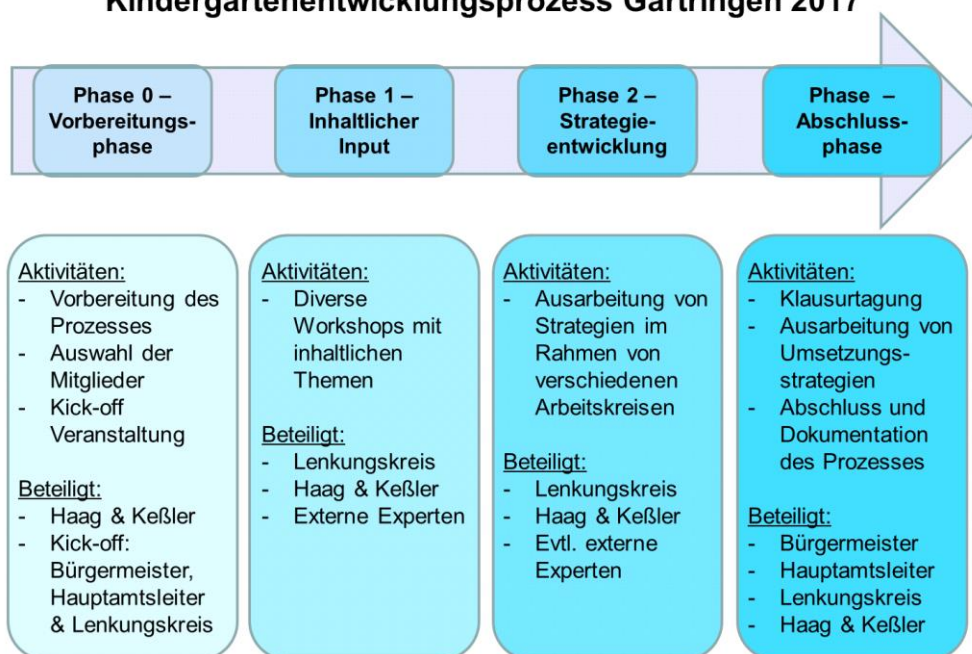 Kindergartenentwicklungsprozess Gärtringen 2017
Phase 0 –
Vorbereitungs-
phase
Phase 1 –
Inhaltlicher
Input
Phase 2 –
Strategie-
entwicklung
Phase –
Abschluss-
phase
Aktivitäten:
- Vorbereitung des
Prozesses
- Auswahl der
Mitglieder
- Kick-off
Veranstaltung
Beteiligt:
- Haag & Keßler
- Kick-off:
Bürgermeister,
Hauptamtsleiter
& Lenkungskreis
Aktivitäten:
- Diverse
Workshops mit
inhaltlichen
Themen
Beteiligt:
- Lenkungskreis
- Haag & Keßler
- Externe Experten
Aktivitäten:
- Ausarbeitung von
Strategien im
Rahmen von
verschiedenen
Arbeitskreisen
Beteiligt:
- Lenkungskreis
- Haag & Keßler
- Evtl. externe
Experten
Aktivitäten:
- Klausurtagung
- Ausarbeitung von
Umsetzungs-
strategien
- Abschluss und
Dokumentation
des Prozesses
Beteiligt:
- Bürgermeister
- Hauptamtsleiter
- Lenkungskreis
- Haag & Keßler